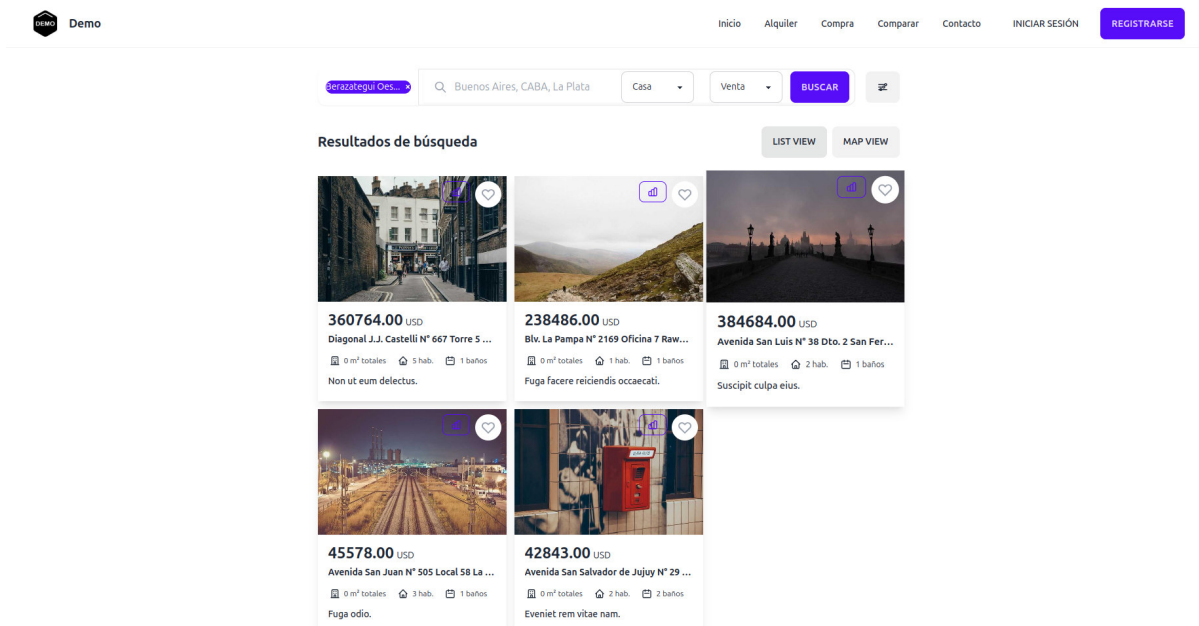 DEMO
Demo
Inicio
Alquiler
Compra
Comparar
Contacto
INICIAR SESIÓN
REGISTRARSE
Berazategui Oes... ×
Buenos Aires, CABA, La Plata
Casa
Venta
BUSCAR
Resultados de búsqueda
LIST VIEW
MAP VIEW
360764.00 USD
Diagonal J.J. Castelli N° 667 Torre 5 ...
0 m² totales 5 hab. 1 baños
Non ut eum delectus.
238486.00 USD
Blv. La Pampa N° 2169 Oficina 7 Raw...
0 m² totales 1 hab. 1 baños
Fuga facere reiciendis occaecati.
384684.00 USD
Avenida San Luis N° 38 Dto. 2 San Fer...
0 m² totales 2 hab. 1 baños
Suscipit culpa eius.
45578.00 USD
Avenida San Juan N° 505 Local 58 La ...
0 m² totales 3 hab. 1 baños
Fuga odio.
42843.00 USD
Avenida San Salvador de Jujuy N° 29 ...
0 m² totales 2 hab. 2 baños
Eveniet rem vitae nam.